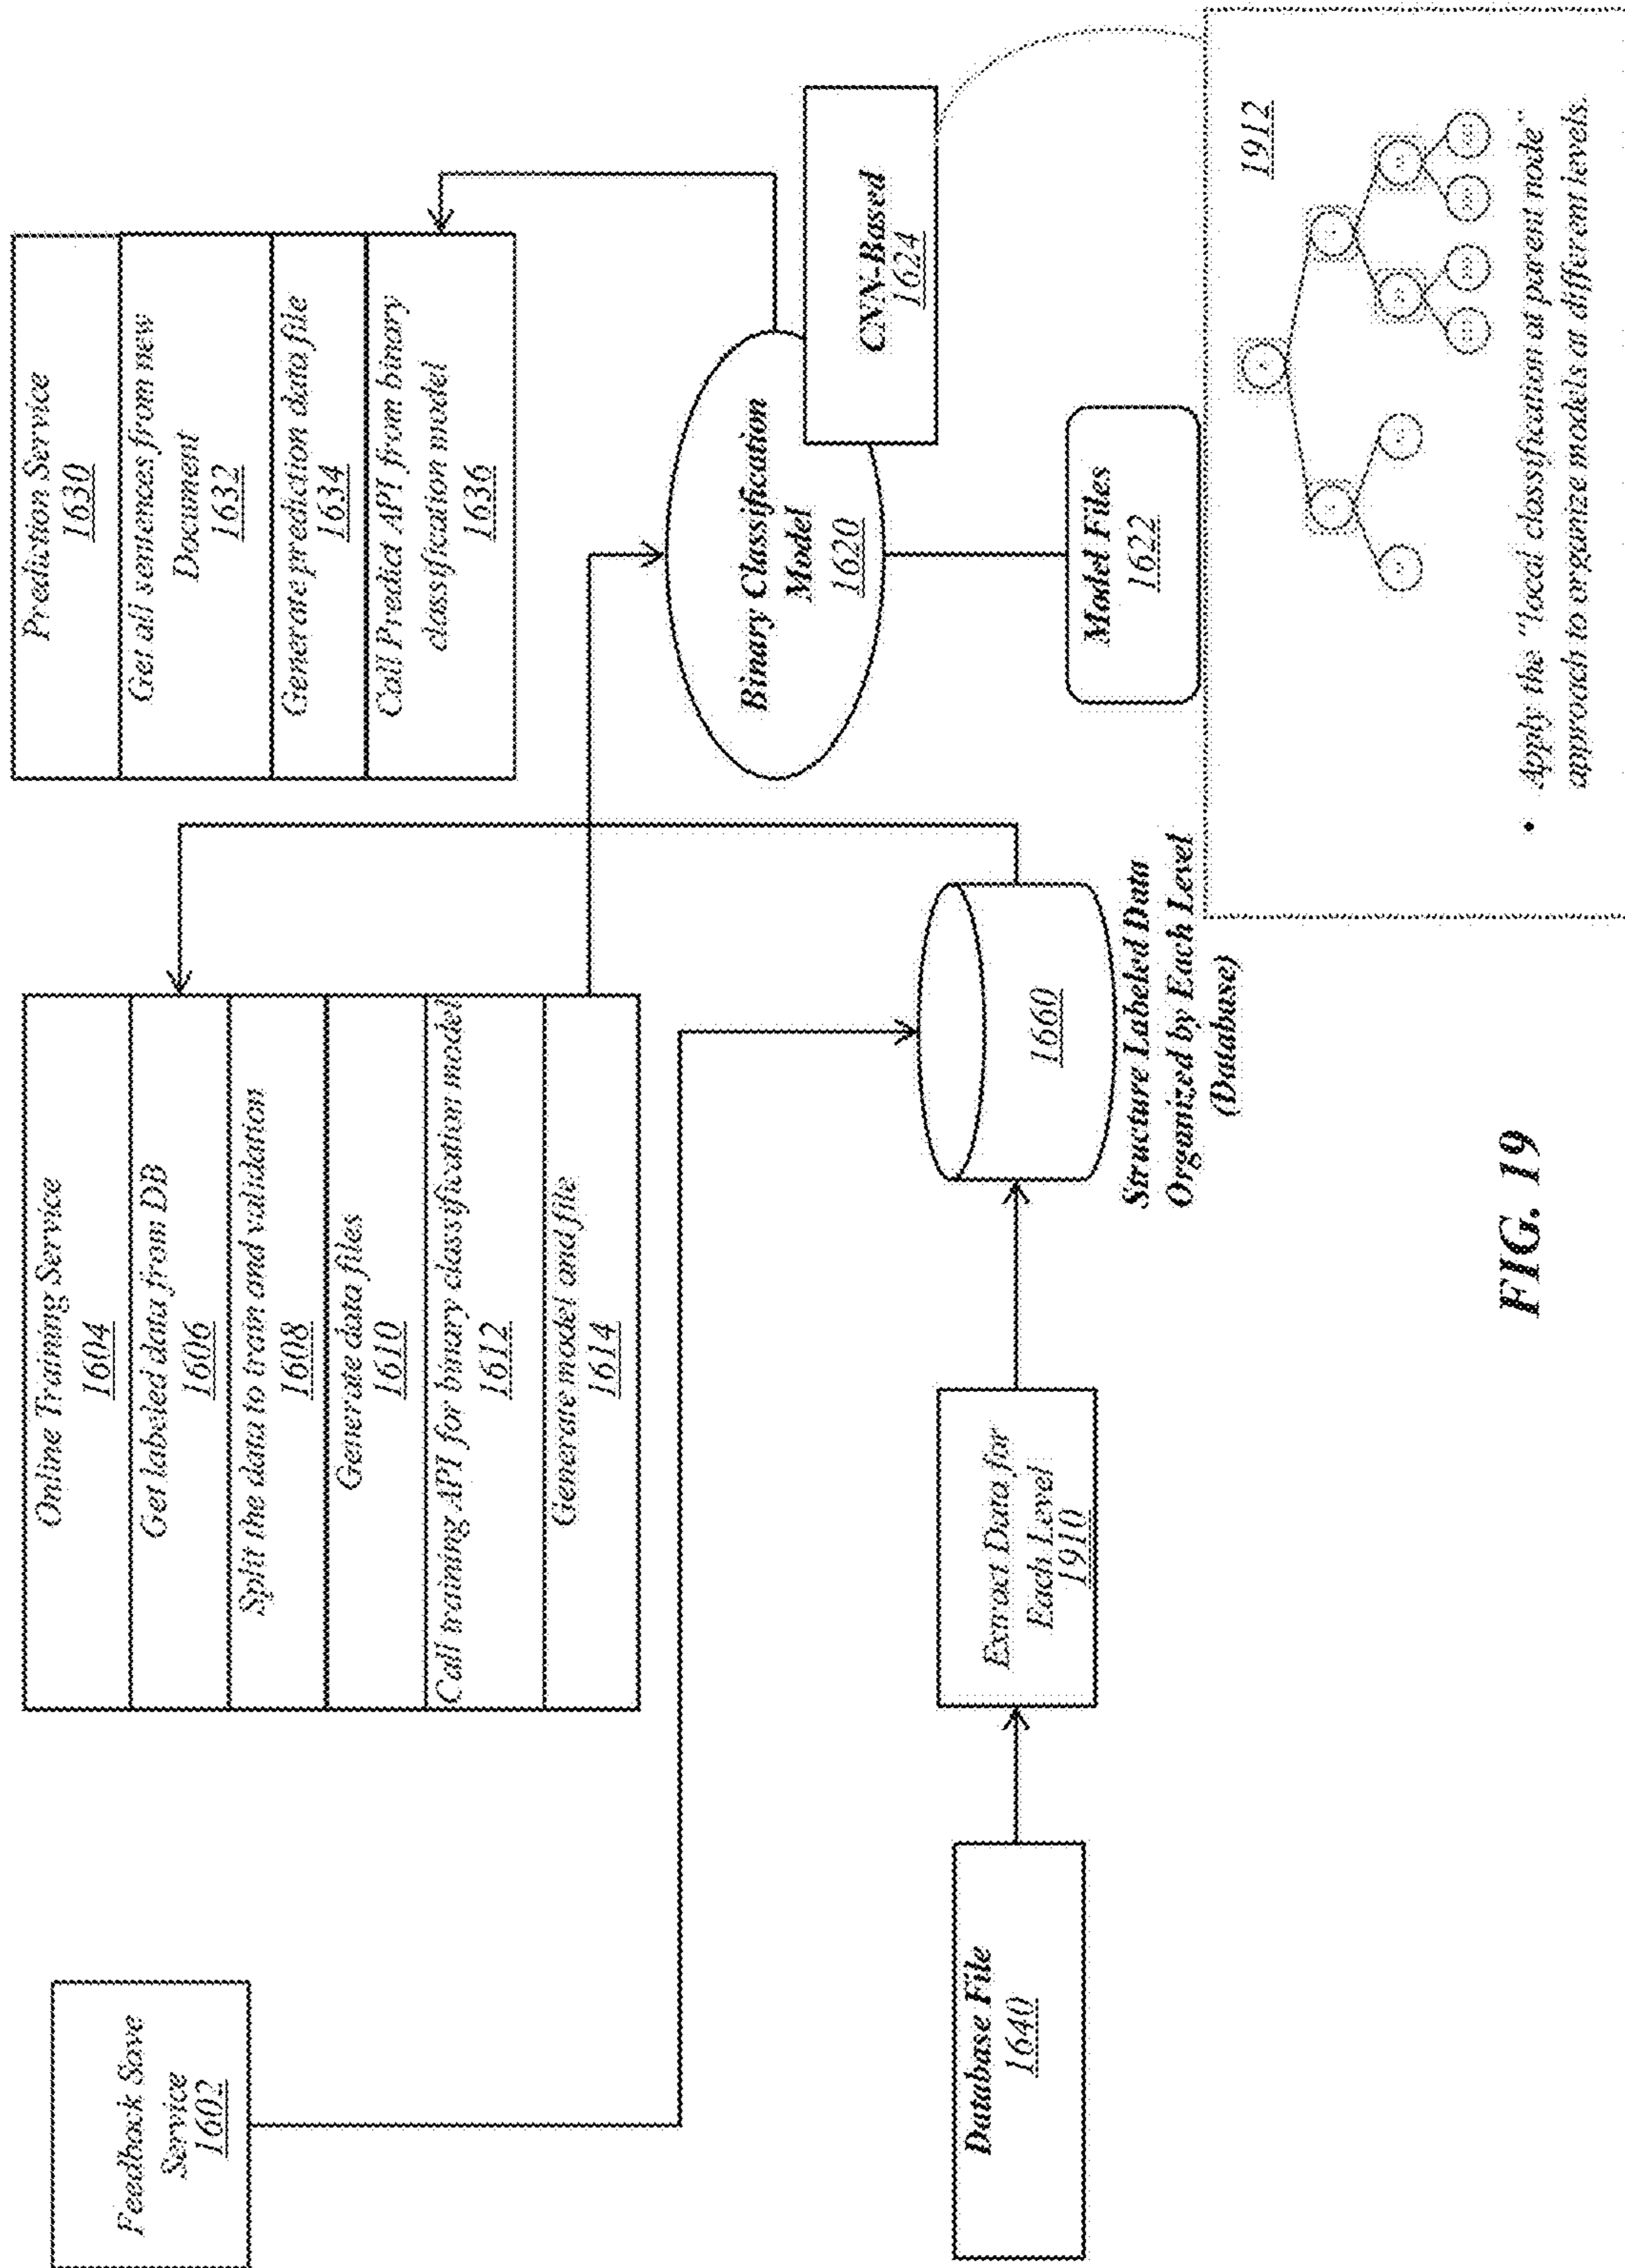 Feedback Save
Service
1602
Online Training Service
1604
Get labeled data from DB
1606
Split the data to train and validation
1608
Generate data files
1610
Call training API for binary classification model
1612
Generate model and file
1614
Prediction Service
1630
Get all sentences from new
Document
1632
Generate prediction data file
1634
Call Predict API from binary
classification model
1636
Binary Classification
Model
1620
CNN-Based
1624
Model Files
1622
Database File
1640
Extract Data for
Each Level
1910
1660
Structure Labeled Data
Organized by Each Level
(Database)
1912
• Apply the "local classification at parent node"
approach to organize models at different levels.
FIG. 19